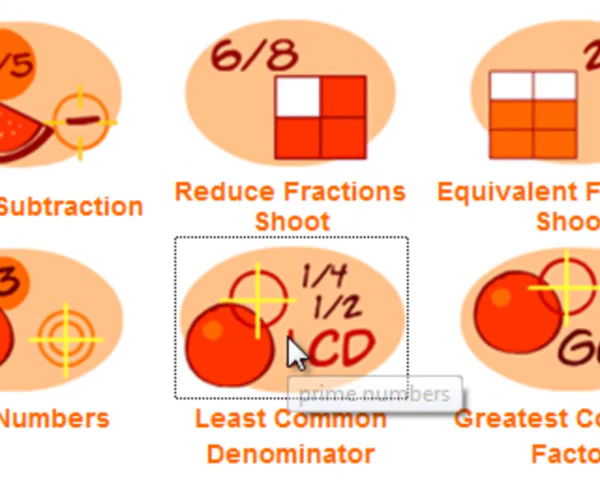 /5
6/8
2
Subtraction
Reduce Fractions
Shoot
Equivalent F
Shoo
3
1/4
1/2
LCD
G
prime numbers
Numbers
Least Common
Denominator
Greatest Co
Facto